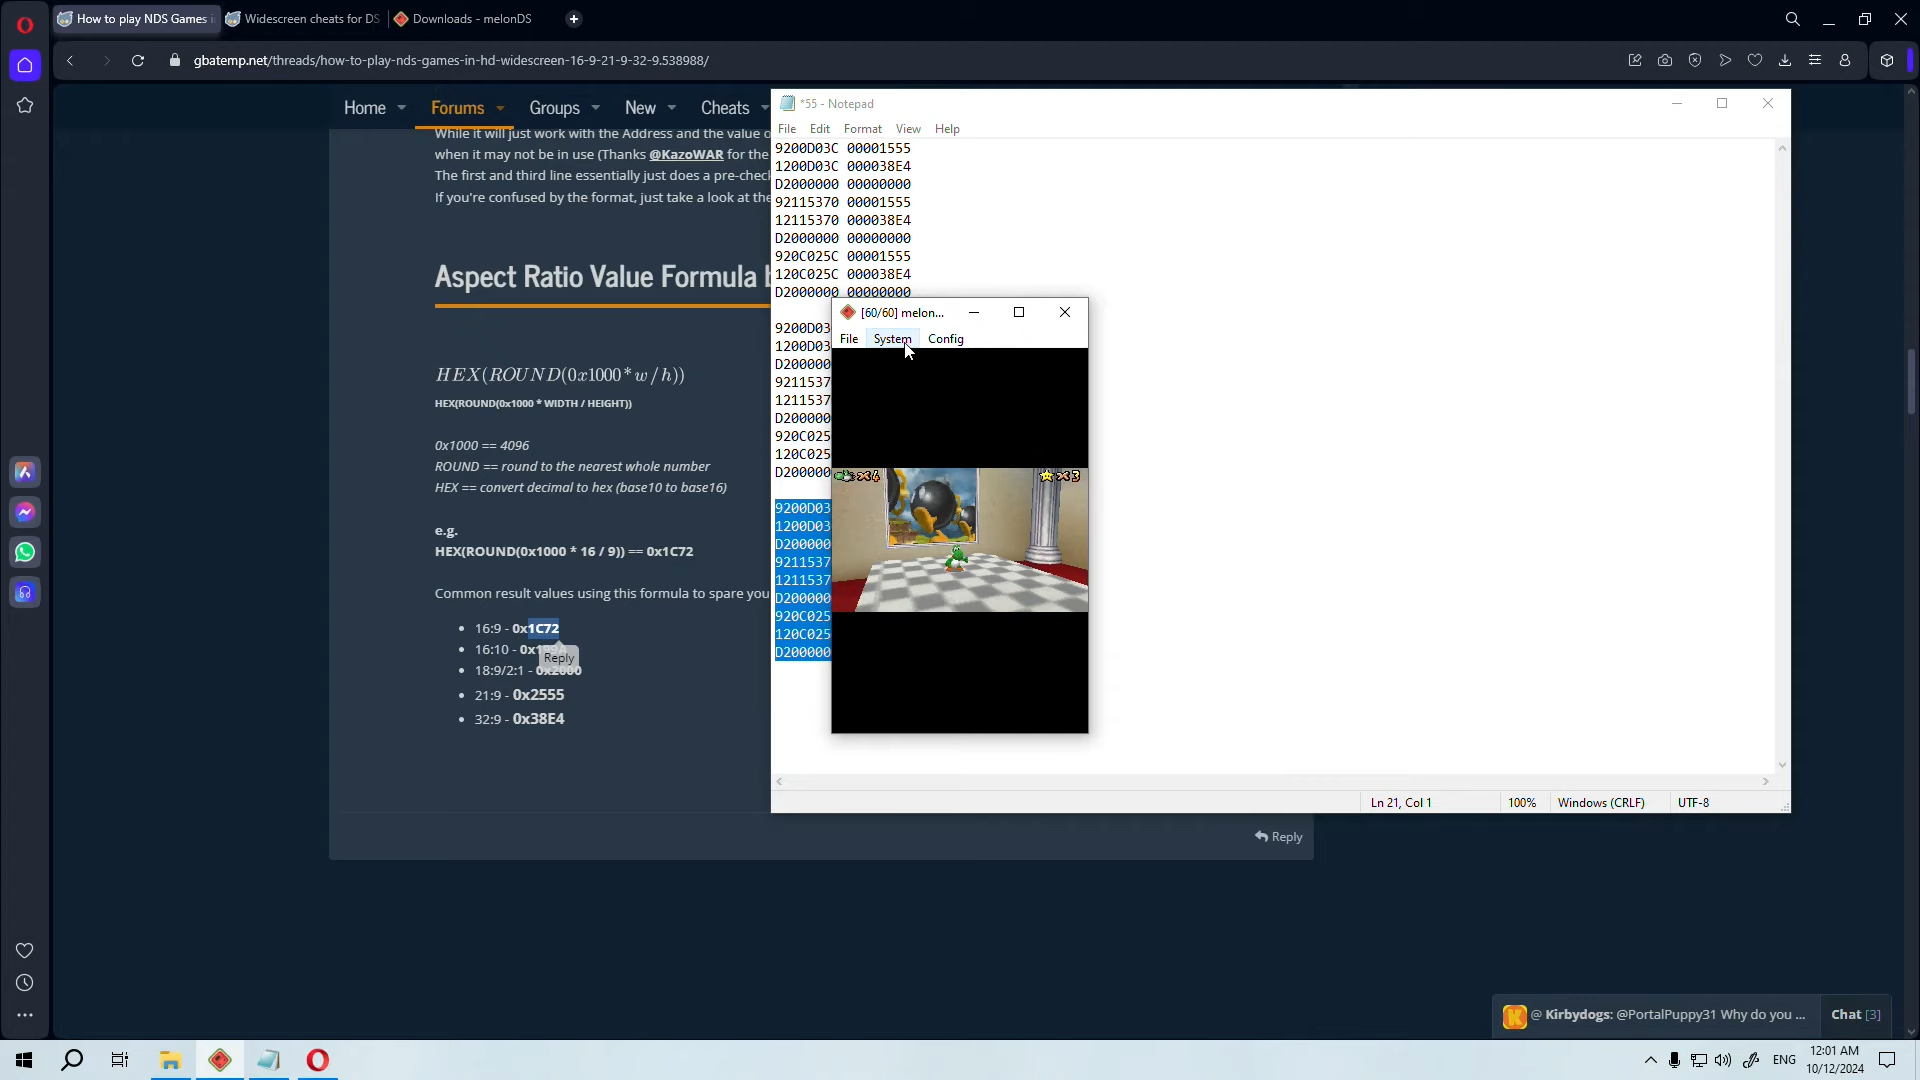 How to play NDS Games i
Widescreen cheats for DS
Downloads - melonDS
gbatemp.net/threads/how-to-play-nds-games-in-hd-widescreen-16-9-21-9-32-9.538988/
Home
Forums
Groups
New
Cheats
While it will just work with the Address and the value o
when it may not be in use (Thanks @KazoWAR for the
The first and third line essentially just does a pre-check
If you're confused by the format, just take a look at the
Aspect Ratio Value Formula
HEX(ROUND(0x1000 * w / h))
HEX(ROUND(0x1000 * WIDTH / HEIGHT))
0x1000 == 4096
ROUND == round to the nearest whole number
HEX == convert decimal to hex (base10 to base16)
e.g.
HEX(ROUND(0x1000 * 16 / 9)) == 0x1C72
Common result values using this formula to spare you
16:9 - 0x1C72
16:10 -
Reply
18:9/2:1 - 0x2000
21:9 - 0x2555
32:9 - 0x38E4
Reply
*55 - Notepad
File Edit Format View Help
9200D03C 00001555
1200D03C 000038E4
D2000000 00000000
92115370 00001555
12115370 000038E4
D2000000 00000000
920C025C 00001555
120C025C 000038E4
D2000000 00000000
9200D03
1200D03
D200000
9211537
1211537
D200000
920C025
120C025
D200000
9200D03
1200D03
D200000
9211537
1211537
D200000
920C025
120C025
D200000
[60/60] melon...
File System Config
×4
×3
Ln 21, Col 1
100%
Windows (CRLF)
UTF-8
@ Kirbydogs: @PortalPuppy31 Why do you ...
Chat [3]
ENG
12:01 AM
10/12/2024